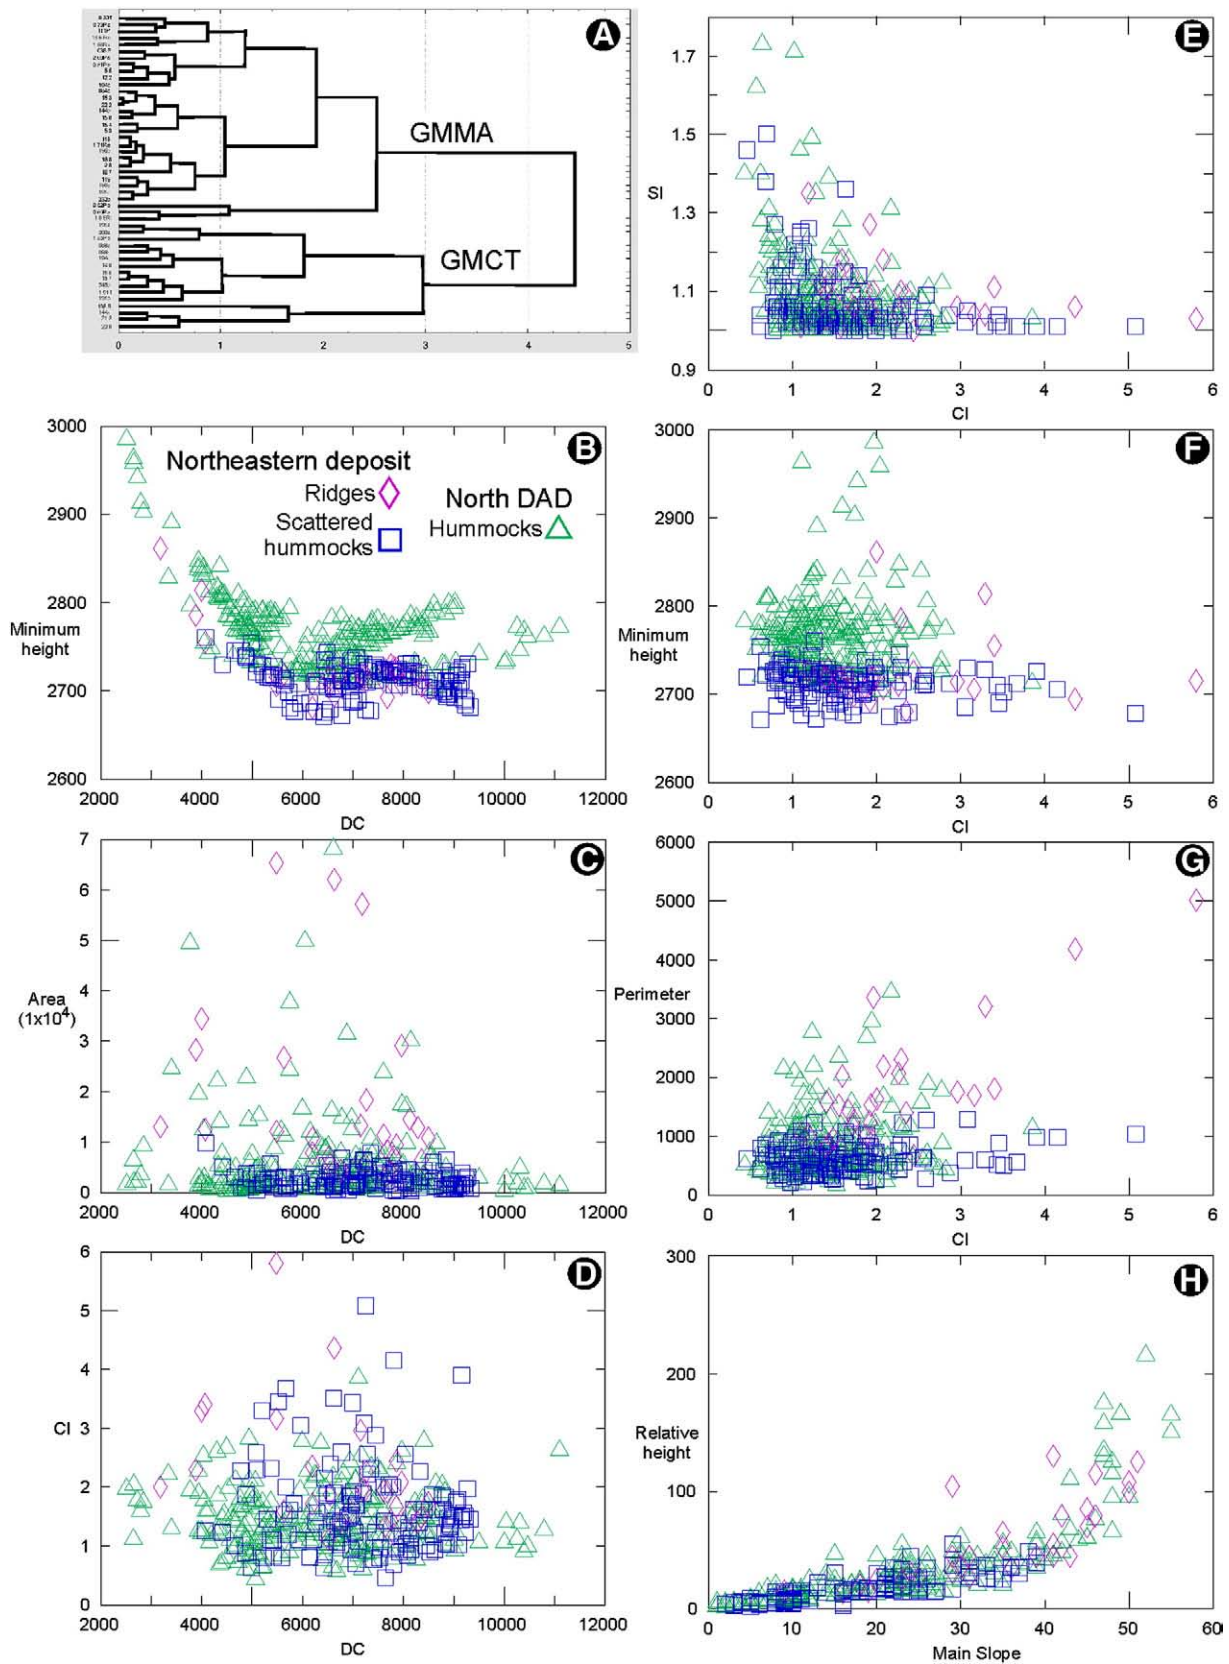 A
GMMA
GMCT
0 1 2 3 4 5
E
1.7
1.5
SI
1.3
1.1
0.9
0 1 2 3 4 5 6
CI
B
3000
Northeastern deposit
Ridges
North DAD
Scattered
hummocks
Hummocks
2900
2800
Minimum
height
2700
2600
2000 4000 6000 8000 10000 12000
DC
F
3000
2900
2800
Minimum
height
2700
2600
0 1 2 3 4 5 6
CI
C
7
6
5
4
Area
(1x10⁴)
3
2
1
0
2000 4000 6000 8000 10000 12000
DC
G
6000
5000
4000
Perimeter
3000
2000
1000
0
0 1 2 3 4 5 6
CI
D
6
5
4
CI
3
2
1
0
2000 4000 6000 8000 10000 12000
DC
H
300
200
Relative
height
100
0
0 10 20 30 40 50 60
Main Slope